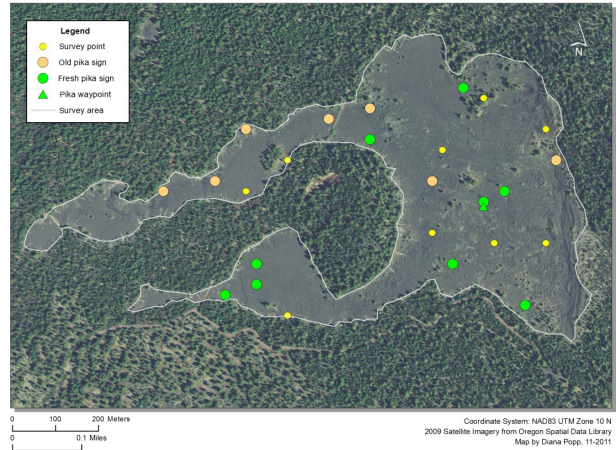 Legend
Survey point
Old pika sign
Fresh pika sign
Pika waypoint
Survey area
N
0 100 200 Meters
0 0.1 Miles
Coordinate System: NAD83 UTM Zone 10 N
2009 Satellite Imagery from Oregon Spatial Data Library
Map by Diana Popp, 11-2011